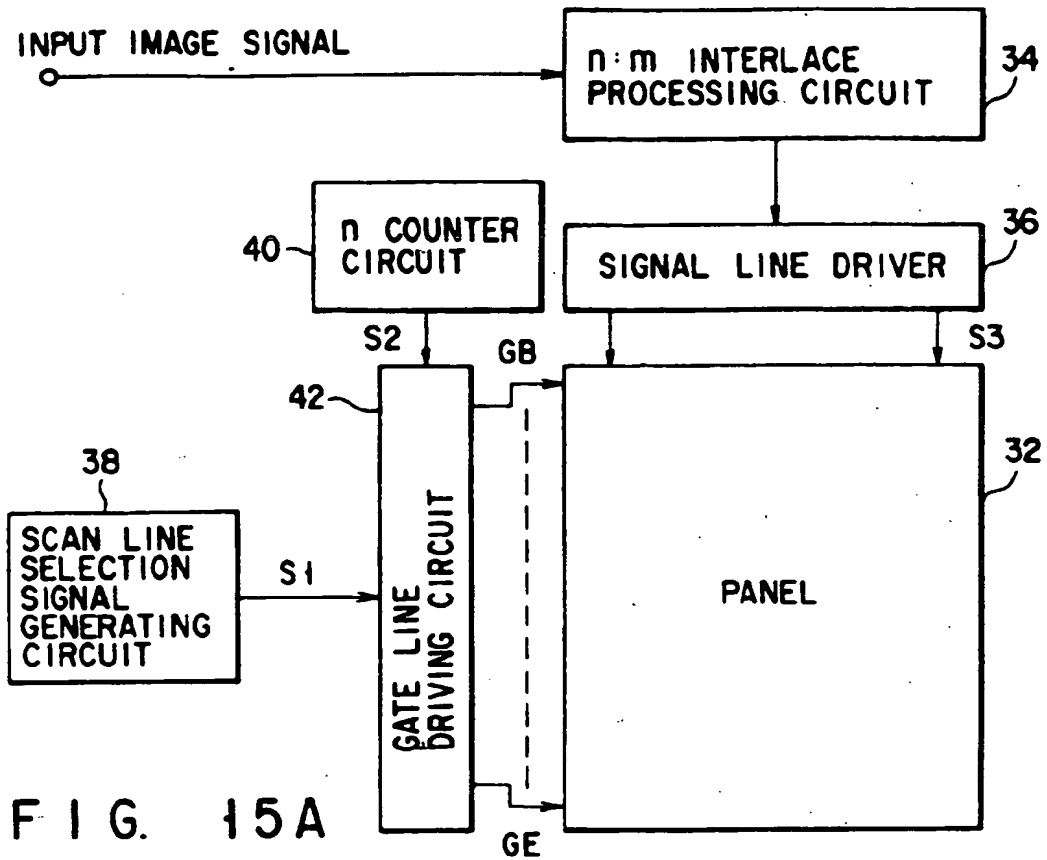 INPUT IMAGE SIGNAL
n:m INTERLACE
PROCESSING CIRCUIT
34
n COUNTER
CIRCUIT
40
SIGNAL LINE DRIVER
36
S2
GB
S3
42
38
SCAN LINE
SELECTION
SIGNAL
GENERATING
CIRCUIT
S1
GATE LINE
DRIVING CIRCUIT
PANEL
32
GE
FIG. 15A